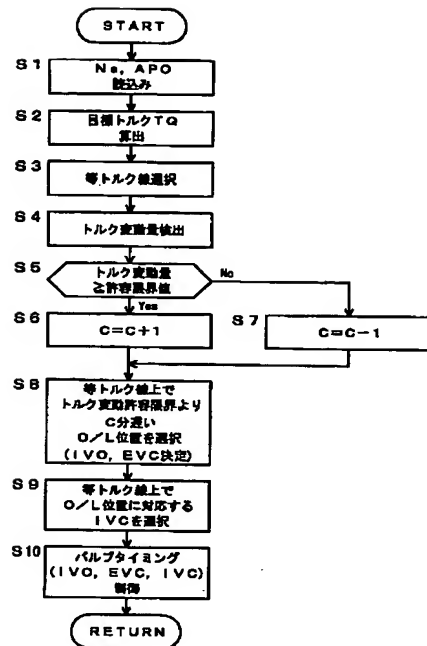 START
S1
Ne, APO
読込み
S2
目標トルクTQ
算出
S3
等トルク線選択
S4
トルク変動量検出
S5
トルク変動量
≧許容限界値
No
Yes
S6
C=C+1
S7
C=C-1
S8
等トルク線上で
トルク変動許容限界より
C分遅い
O/L位置を選択
(IVO, EVC決定)
S9
等トルク線上で
O/L位置に対応する
IVCを選択
S10
バルブタイミング
(IVO, EVC, IVC)
制御
RETURN